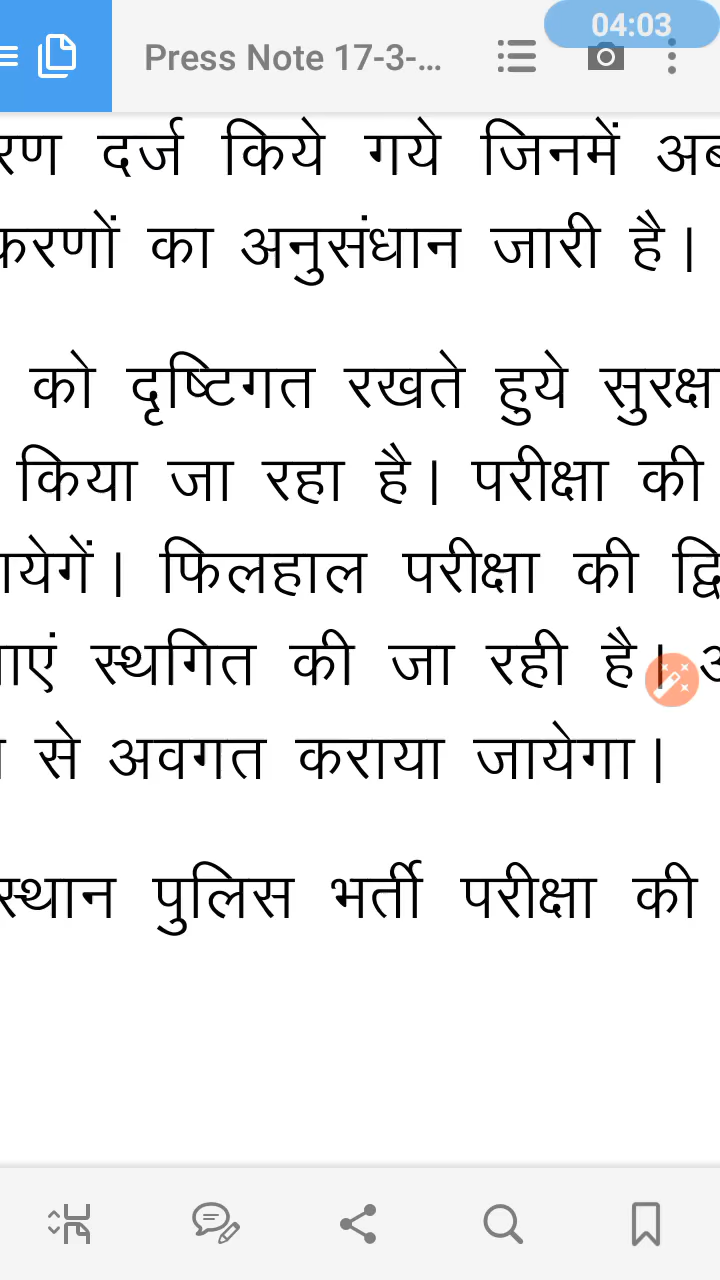 04:03
Press Note 17-3-...
रण दर्ज किये गये जिनमें अब
करणों का अनुसंधान जारी है।
को दृष्टिगत रखते हुये सुरक्ष
किया जा रहा है। परीक्षा की
ायेगें। फिलहाल परीक्षा की द्वि
ाएं स्थगित की जा रही है।
से अवगत कराया जायेगा।
स्थान पुलिस भर्ती परीक्षा की